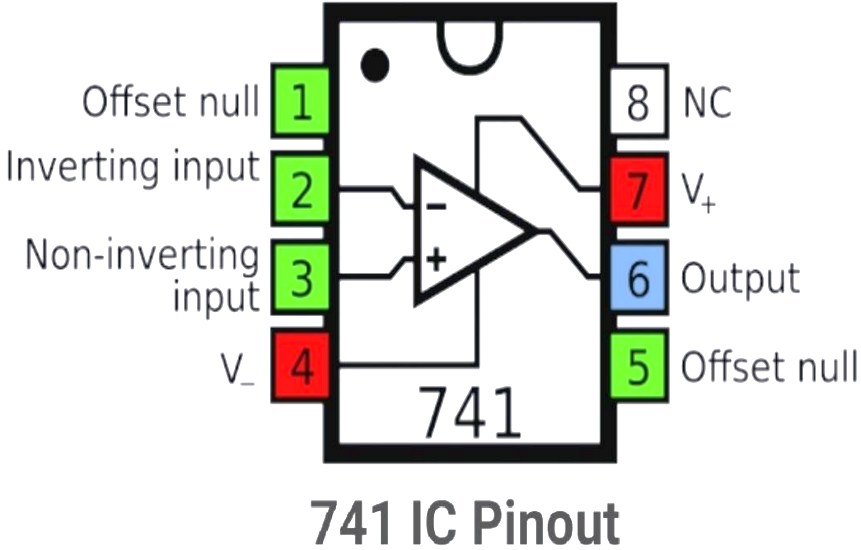 Offset null
1
8
NC
Inverting input
2
7
V+
−
+
Non-inverting
input
3
6
Output
V−
4
5
Offset null
741
741 IC Pinout